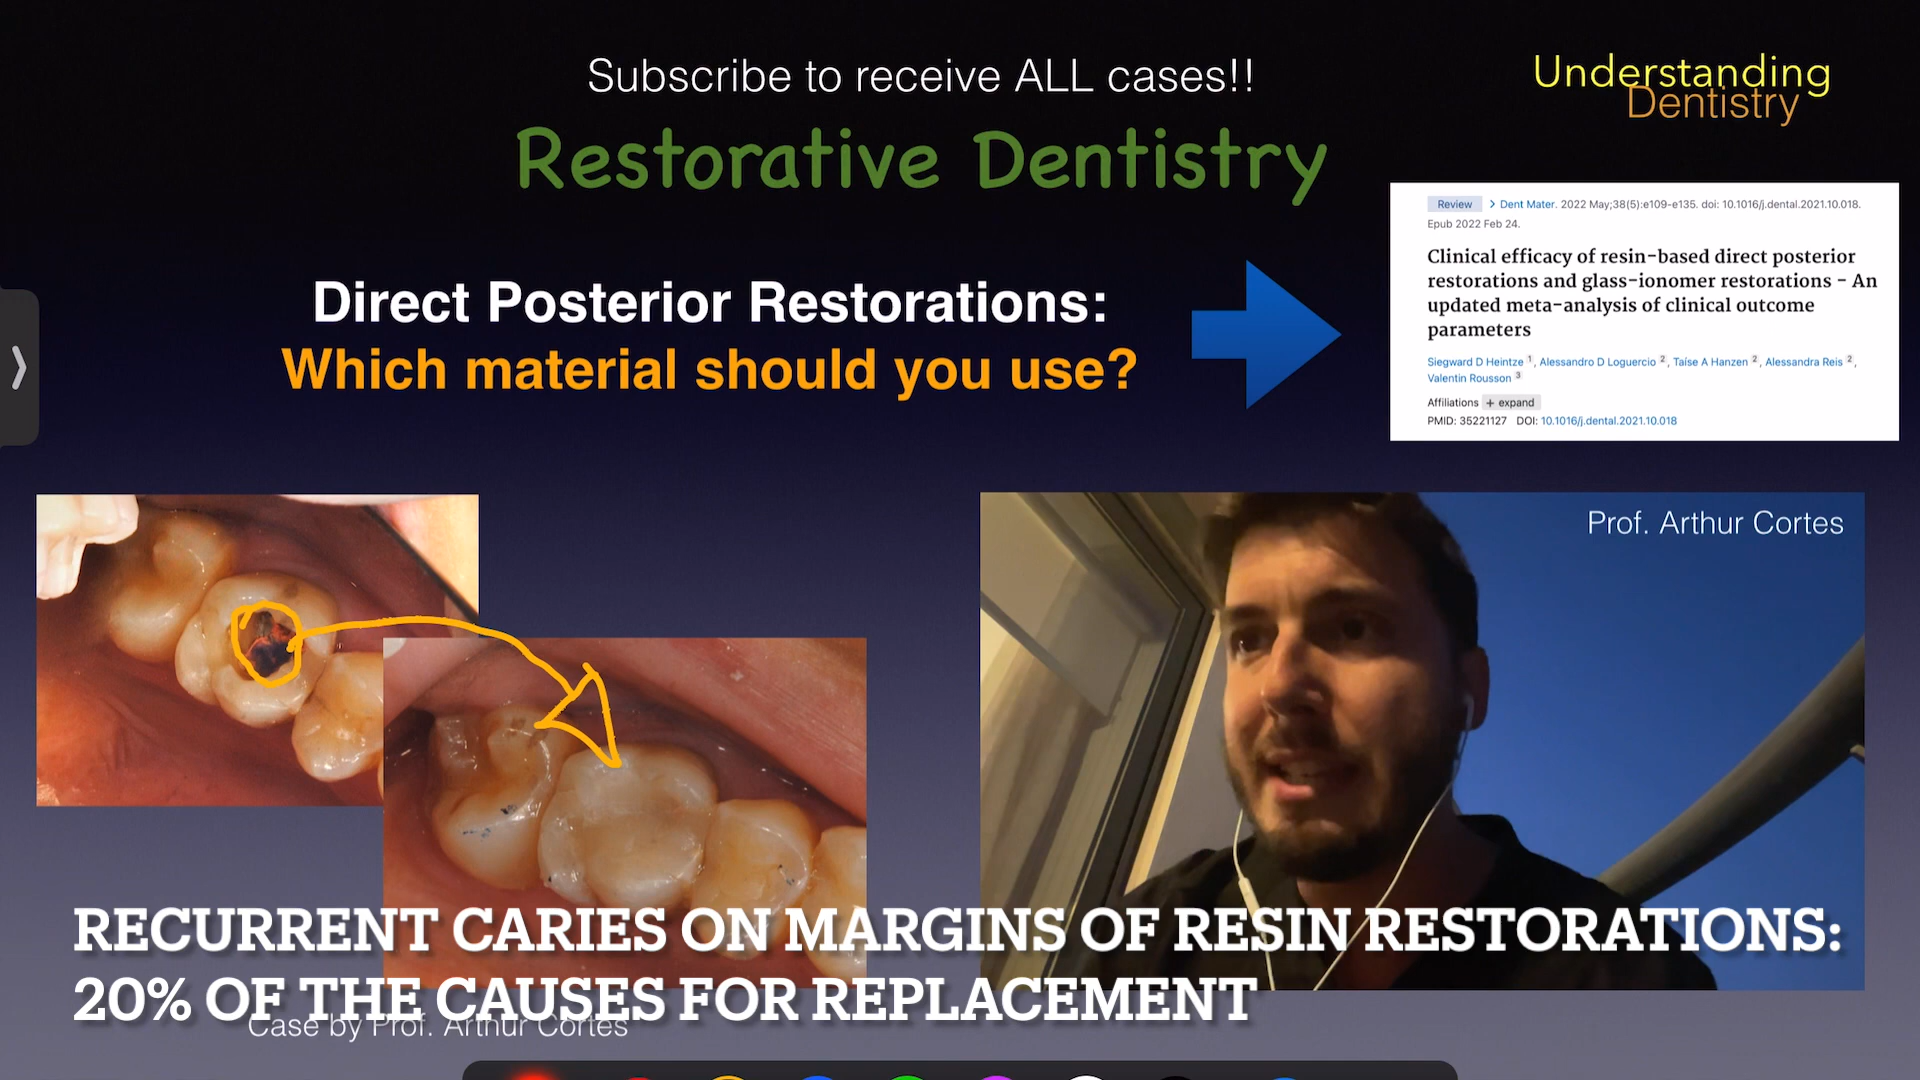 Subscribe to receive ALL cases!!
Understanding
Dentistry
Restorative Dentistry
Review > Dent Mater. 2022 May;38(5):e109-e135. doi: 10.1016/j.dental.2021.10.018.
Epub 2022 Feb 24.
Clinical efficacy of resin-based direct posterior
restorations and glass-ionomer restorations - An
updated meta-analysis of clinical outcome
parameters
Siegward D Heintze 1, Alessandro D Loguercio 2, Taíse A Hanzen 2, Alessandra Reis 2,
Valentin Rousson 3
Affiliations + expand
PMID: 35221127 DOI: 10.1016/j.dental.2021.10.018
Direct Posterior Restorations:
Which material should you use?
Prof. Arthur Cortes
RECURRENT CARIES ON MARGINS OF RESIN RESTORATIONS:
20% OF THE CAUSES FOR REPLACEMENT
Case by Prof. Arthur Cortes